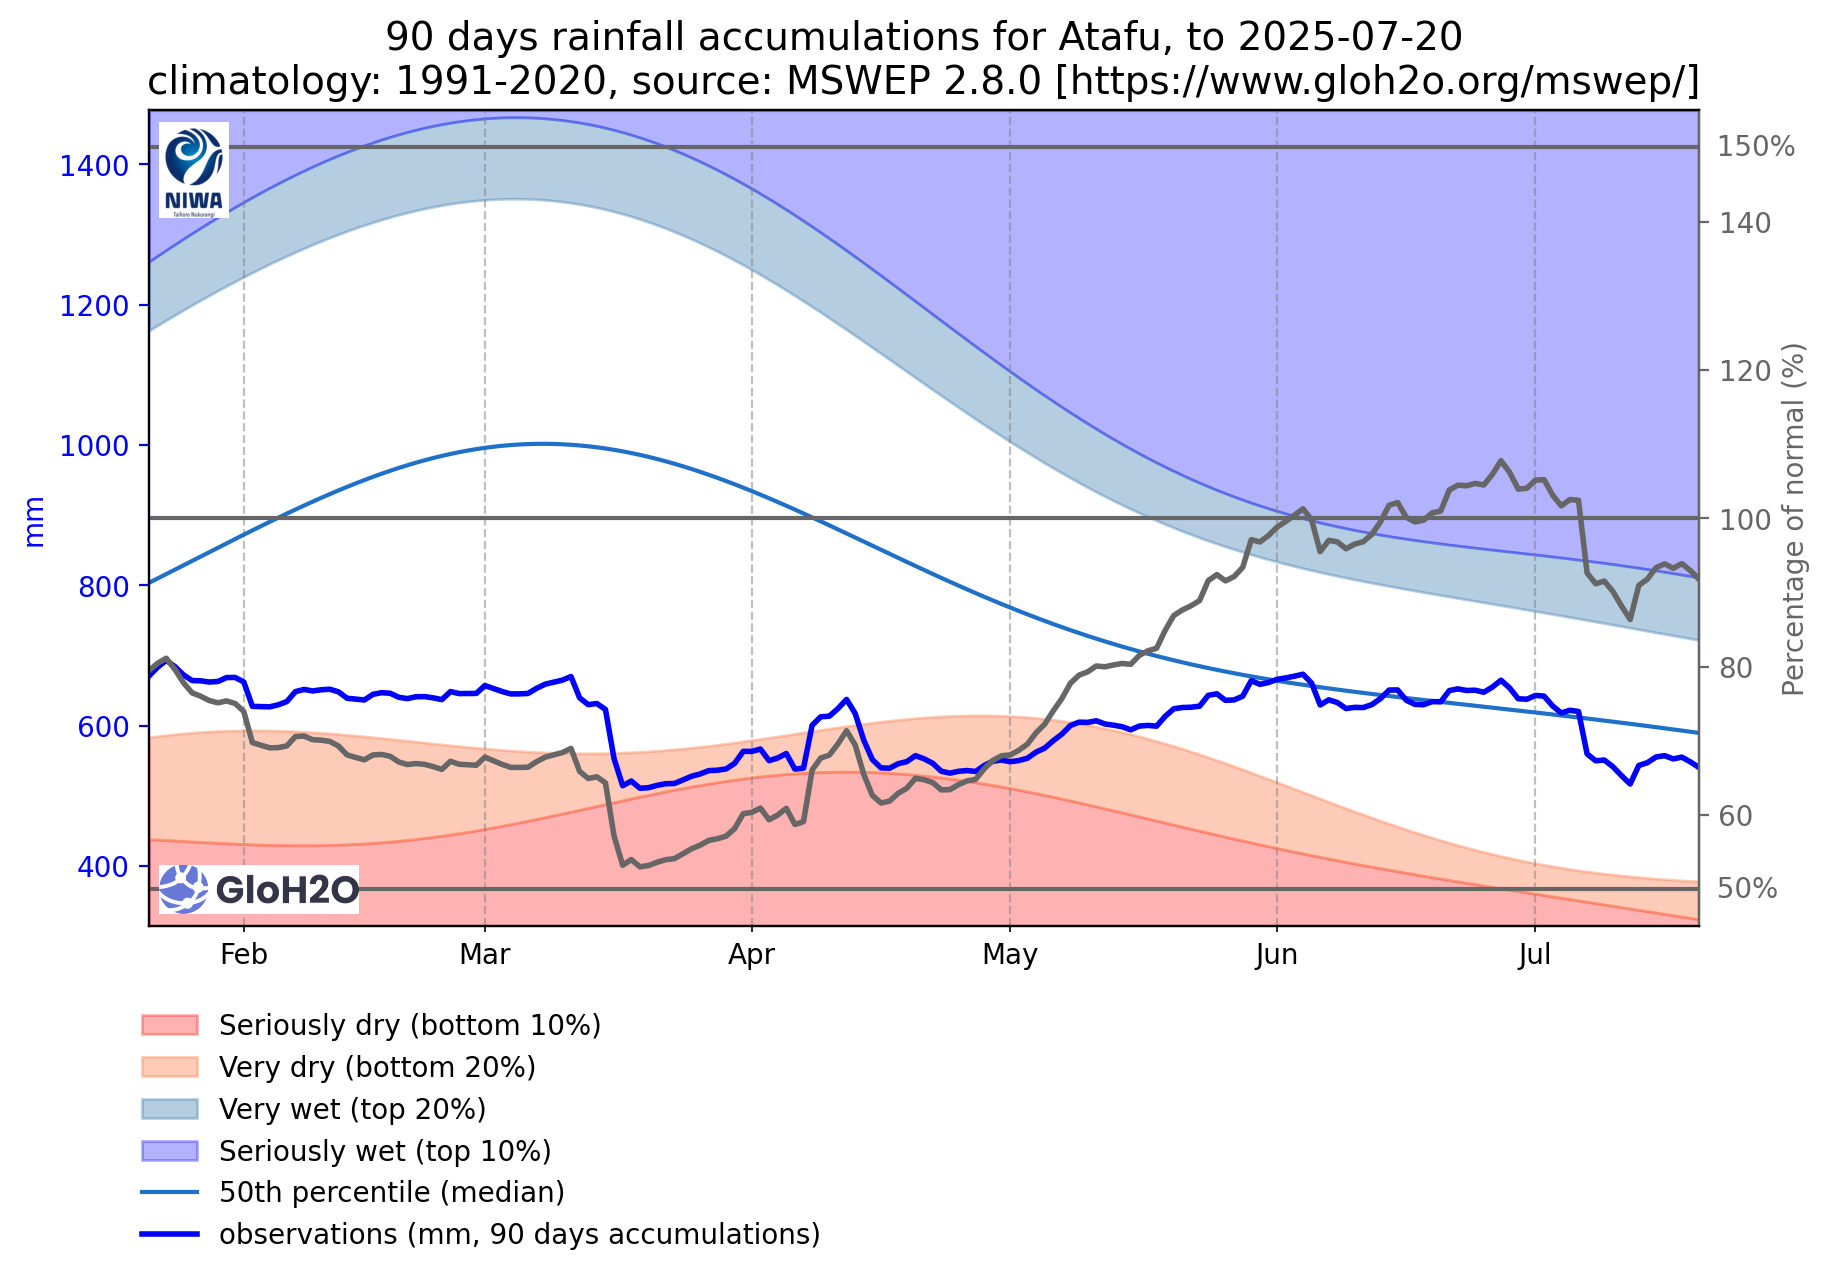 90 days rainfall accumulations for Atafu, to 2025-07-20
climatology: 1991-2020, source: MSWEP 2.8.0 [https://www.gloh2o.org/mswep/]
NIWA
Taihoro Nukurangi
1400
1200
1000
800
600
400
mm
150%
140
120
100
80
60
50%
Percentage of normal (%)
GloH2O
Feb
Mar
Apr
May
Jun
Jul
Seriously dry (bottom 10%)
Very dry (bottom 20%)
Very wet (top 20%)
Seriously wet (top 10%)
50th percentile (median)
observations (mm, 90 days accumulations)